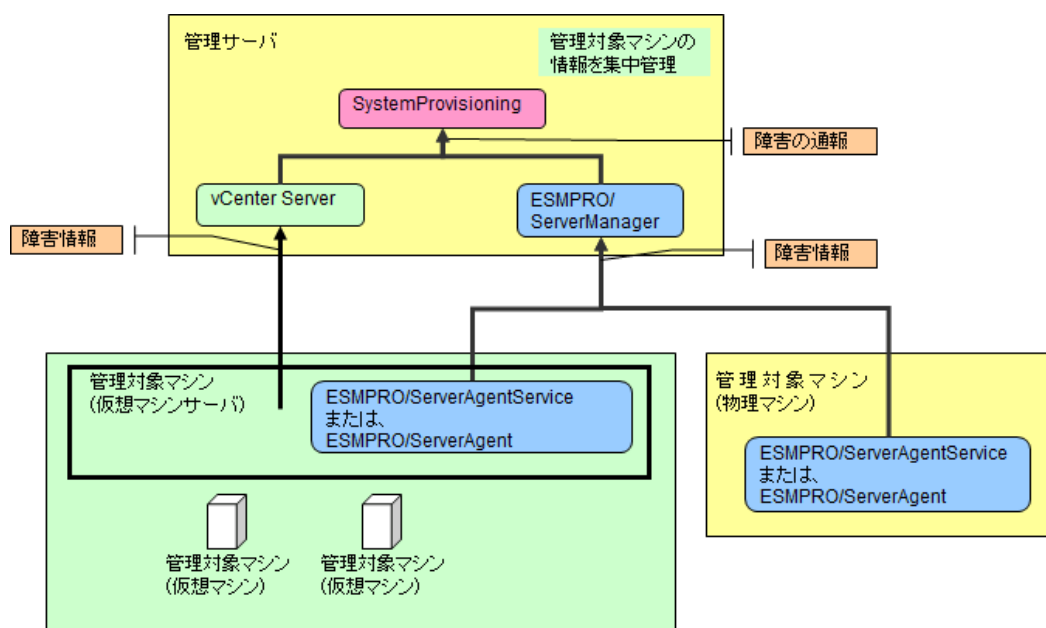 管理サーバ
管理対象マシンの
情報を集中管理
SystemProvisioning
障害の通報
vCenter Server
ESMPRO/
ServerManager
障害情報
障害情報
管理対象マシン
(仮想マシンサーバ)
ESMPRO/ServerAgentService
または、
ESMPRO/ServerAgent
管理対象マシン
(物理マシン)
ESMPRO/ServerAgentService
または、
ESMPRO/ServerAgent
管理対象マシン
(仮想マシン)
管理対象マシン
(仮想マシン)